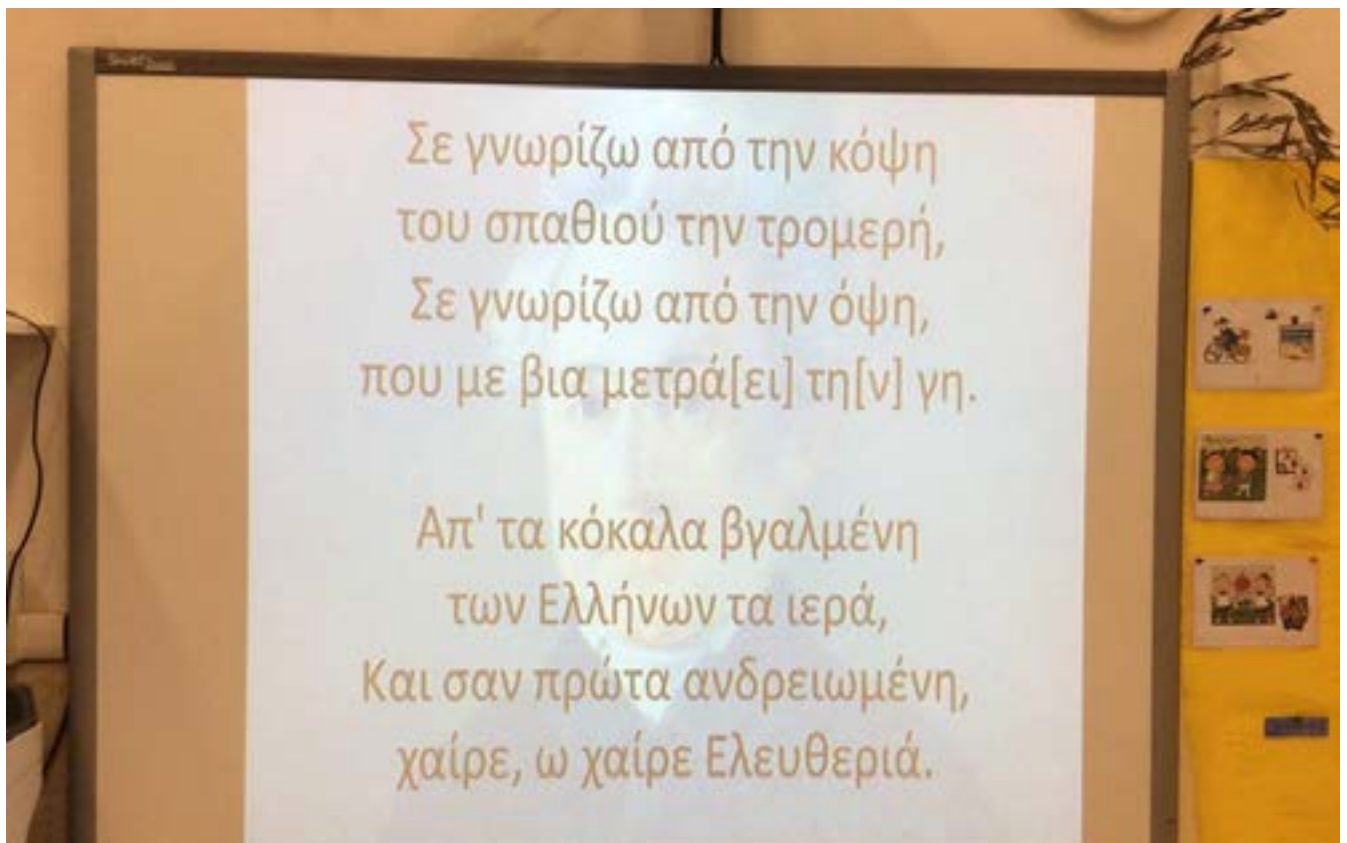 Σε γνωρίζω από την κόψη
του σπαθιού την τρομερή,
Σε γνωρίζω από την όψη,
που με βια μετρά[ει] τη[ν] γη.
Απ' τα κόκαλα βγαλμένη
των Ελλήνων τα ιερά,
Και σαν πρώτα ανδρειωμένη,
χαίρε, ω χαίρε Ελευθεριά.